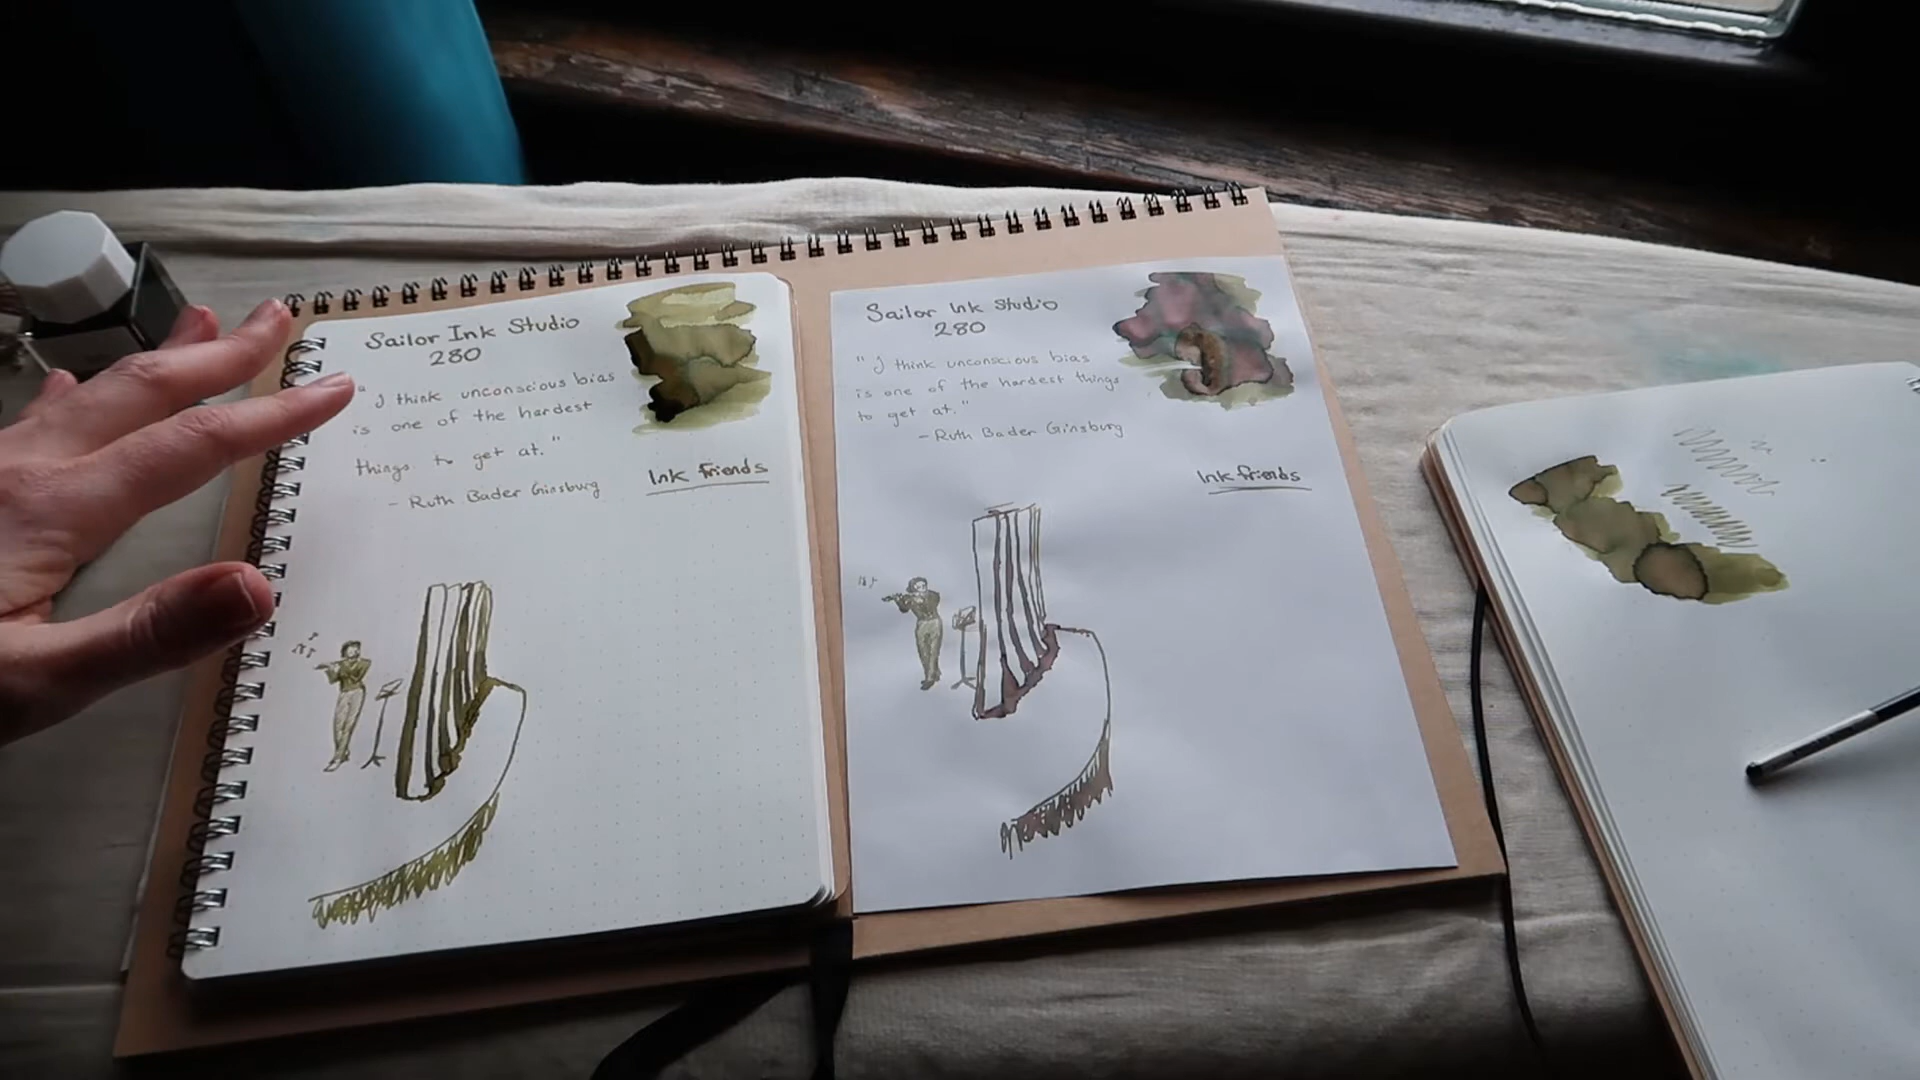 Sailor Ink Studio
280
" I think unconscious bias
is one of the hardest
things to get at."
- Ruth Bader Ginsburg
Ink friends
Sailor Ink Studio
280
" I think unconscious bias
is one of the hardest things
to get at."
- Ruth Bader Ginsburg
Ink friends